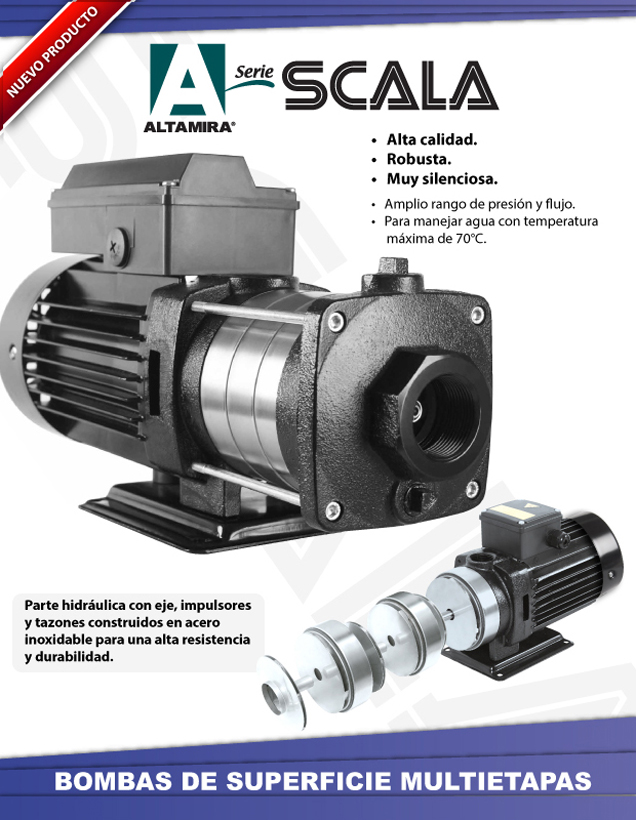 NUEVO PRODUCTO
A
ALTAMIRA®
Serie SCALA
• Alta calidad.
• Robusta.
• Muy silenciosa.
• Amplio rango de presión y flujo.
• Para manejar agua con temperatura
máxima de 70°C.
Parte hidráulica con eje, impulsores
y tazones construidos en acero
inoxidable para una alta resistencia
y durabilidad.
BOMBAS DE SUPERFICIE MULTIETAPAS